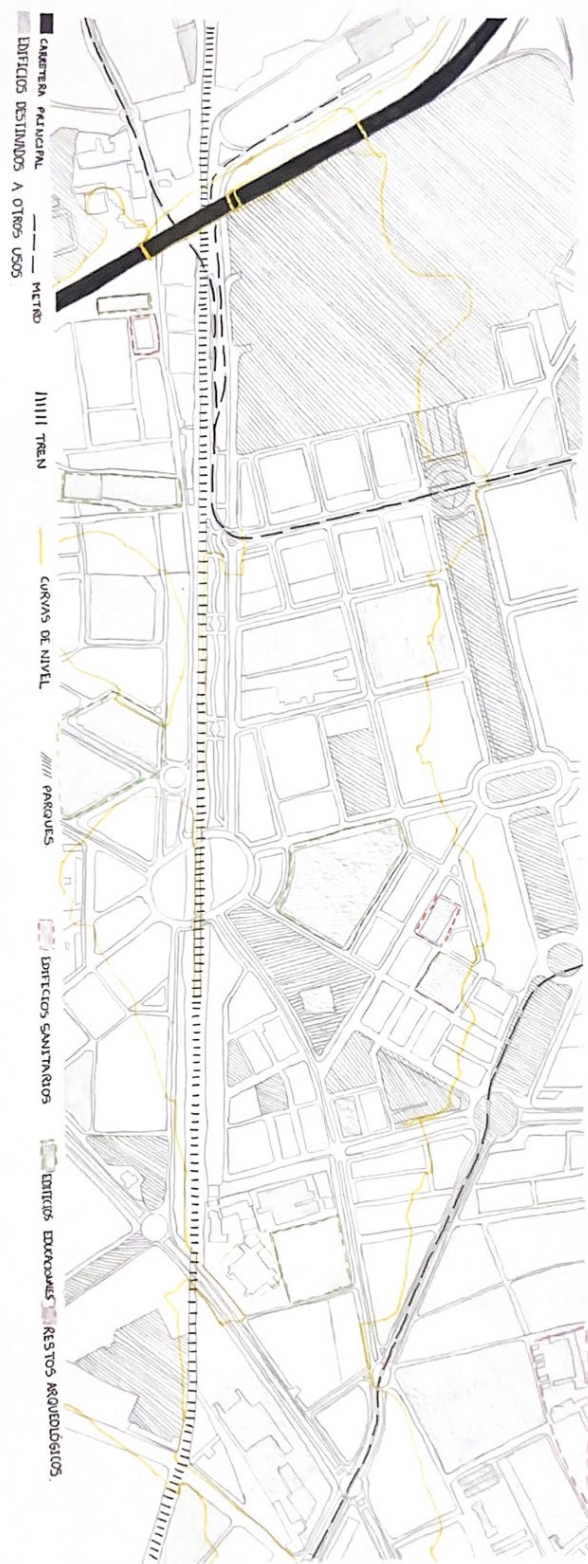 CARRETERA PRINCIPAL
METRO
TREN
CURVAS DE NIVEL
PARQUES
EDIFICIOS SANITARIOS
EDIFICIOS EDUCACIONALES
RESTOS ARQUEOLÓGICOS.
EDIFICIOS DESTINADOS A OTROS USOS.